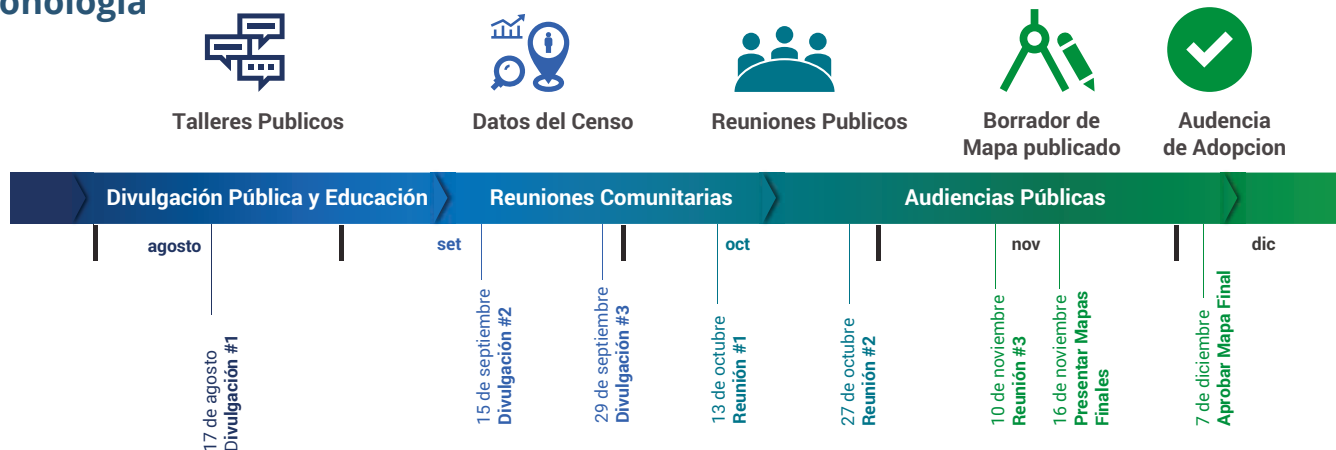 onología
Talleres Publicos
Datos del Censo
Reuniones Publicos
Borrador de
Mapa publicado
Audencia
de Adopcion
Divulgación Pública y Educación
Reuniones Comunitarias
Audiencias Públicas
agosto
set
oct
nov
dic
17 de agosto
Divulgación #1
15 de septiembre
Divulgación #2
29 de septiembre
Divulgación #3
13 de octubre
Reunión #1
27 de octubre
Reunión #2
10 de noviembre
Reunión #3
16 de noviembre
Presentar Mapas
Finales
7 de diciembre
Aprobar Mapa Final